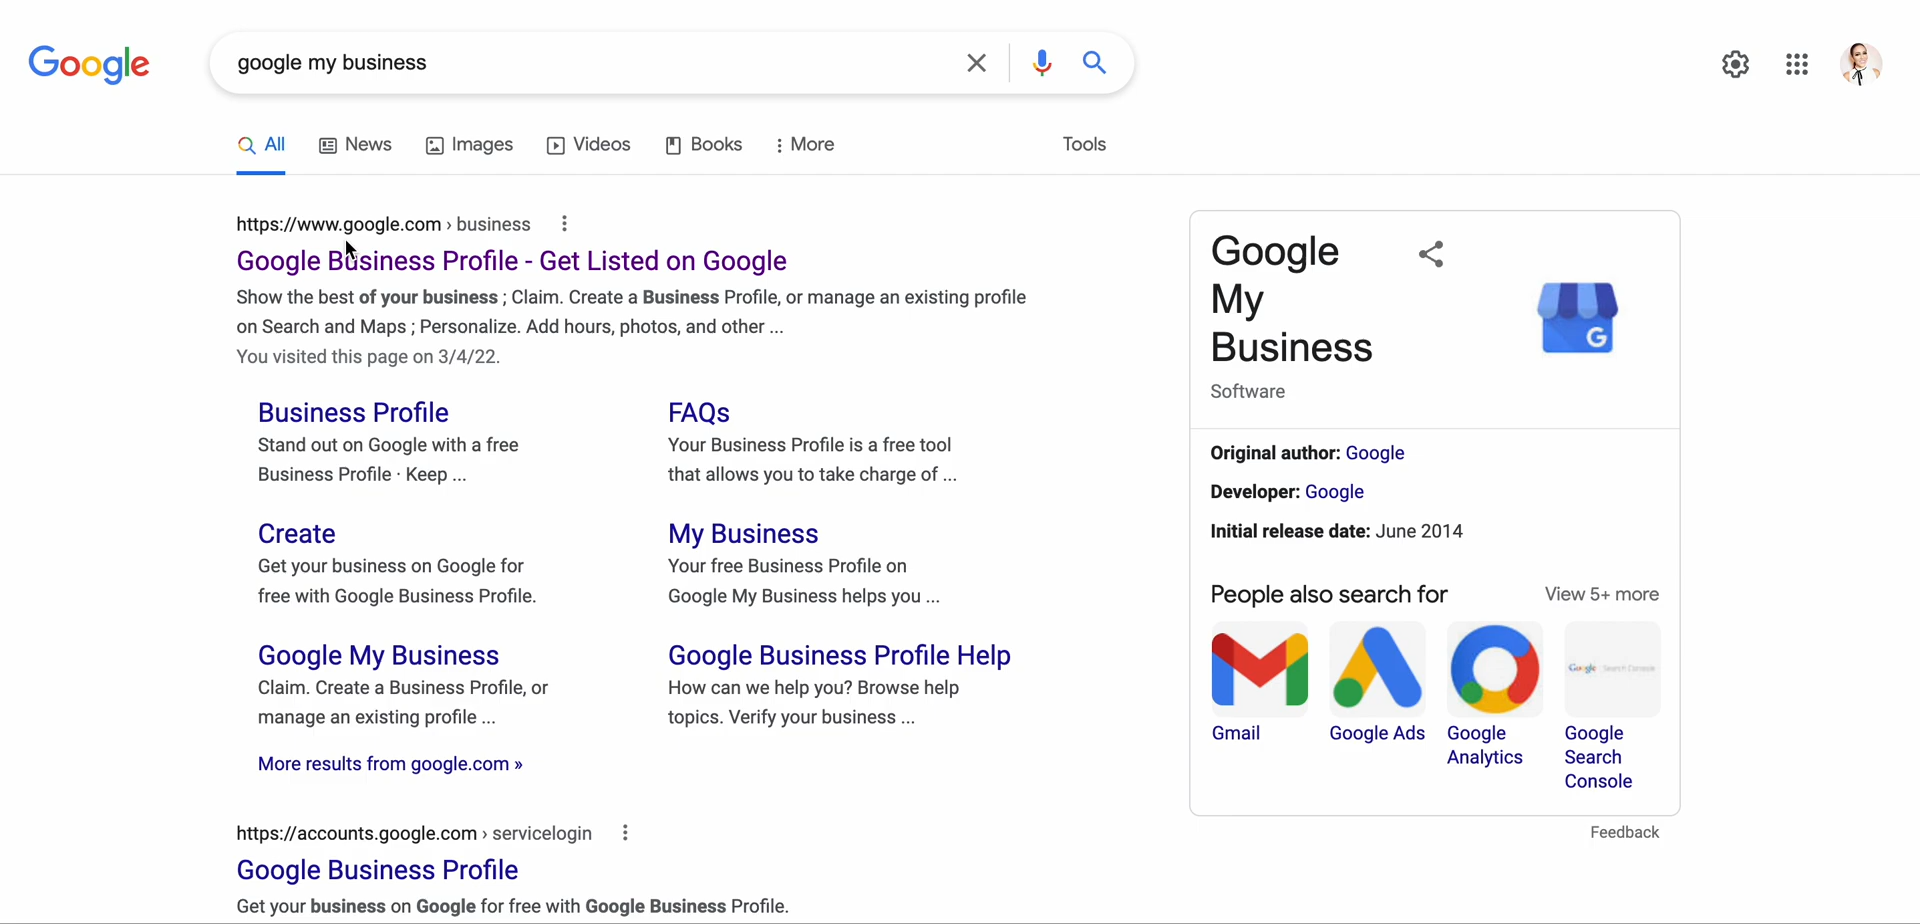 Google
google my business
All
News
Images
Videos
Books
More
Tools
https://www.google.com › business
Google Business Profile - Get Listed on Google
Show the best of your business ; Claim. Create a Business Profile, or manage an existing profile
on Search and Maps ; Personalize. Add hours, photos, and other ...
You visited this page on 3/4/22.
Business Profile
Stand out on Google with a free
Business Profile · Keep ...
FAQs
Your Business Profile is a free tool
that allows you to take charge of ...
Create
Get your business on Google for
free with Google Business Profile.
My Business
Your free Business Profile on
Google My Business helps you ...
Google My Business
Claim. Create a Business Profile, or
manage an existing profile ...
Google Business Profile Help
How can we help you? Browse help
topics. Verify your business ...
More results from google.com »
https://accounts.google.com › servicelogin
Google Business Profile
Get your business on Google for free with Google Business Profile.
Google
My
Business
G
Software
Original author: Google
Developer: Google
Initial release date: June 2014
People also search for
View 5+ more
Google Search Console
Gmail
Google Ads
Google
Analytics
Google
Search
Console
Feedback